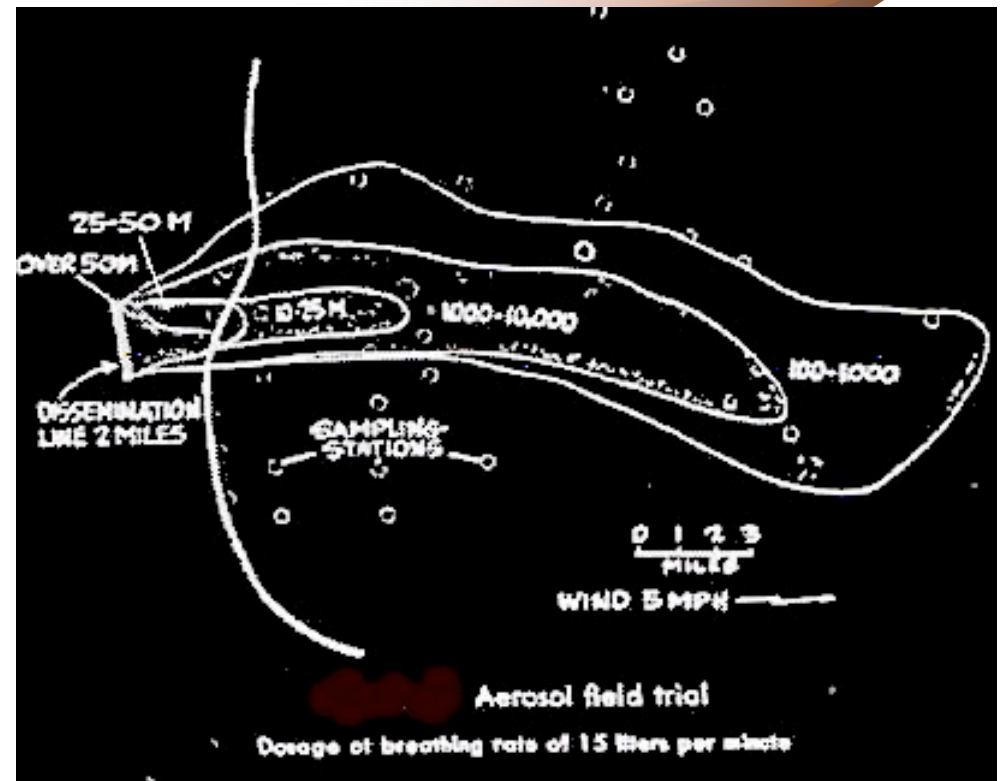 25-50 M
OVER 50M
10-25 M
1000-10,000
100-1000
DISSEMINATION
LINE 2 MILES
SAMPLING
STATIONS
0 1 2 3
MILES
WIND 5 MPH
Aerosol field trial
Dosage at breathing rate of 15 liters per minute